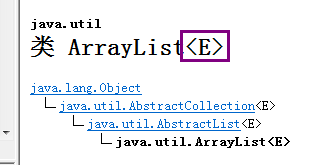 java.util
类 ArrayList<E>
java.lang.Object
java.util.AbstractCollection<E>
java.util.AbstractList<E>
java.util.ArrayList<E>